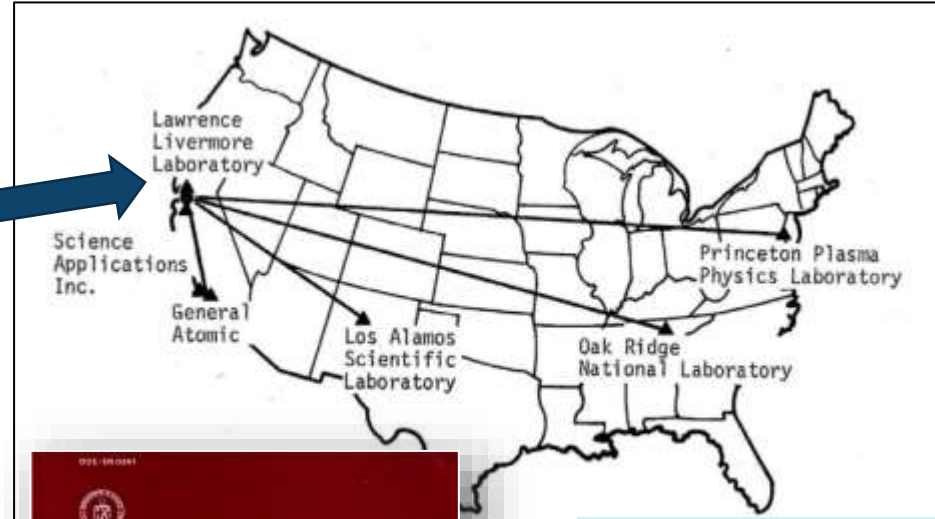 Lawrence
Livermore
Laboratory
Science
Applications
Inc.
General
Atomic
Los Alamos
Scientific
Laboratory
Oak Ridge
National Laboratory
Princeton Plasma
Physics Laboratory